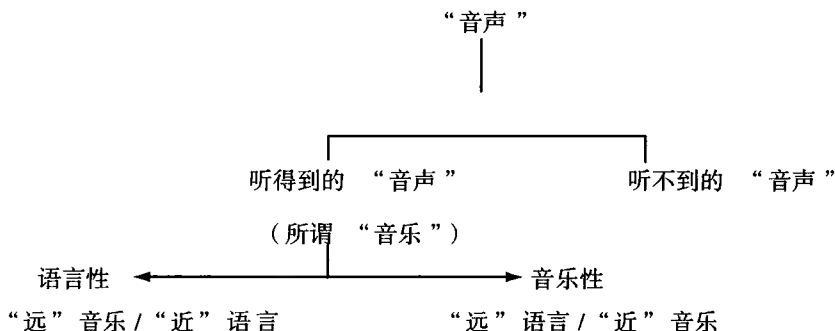 “音声”
听得到的 “音声” 听不到的 “音声”
（所谓 “音乐”）
语言性 音乐性
“远” 音乐 / “近” 语言 “远” 语言 / “近” 音乐